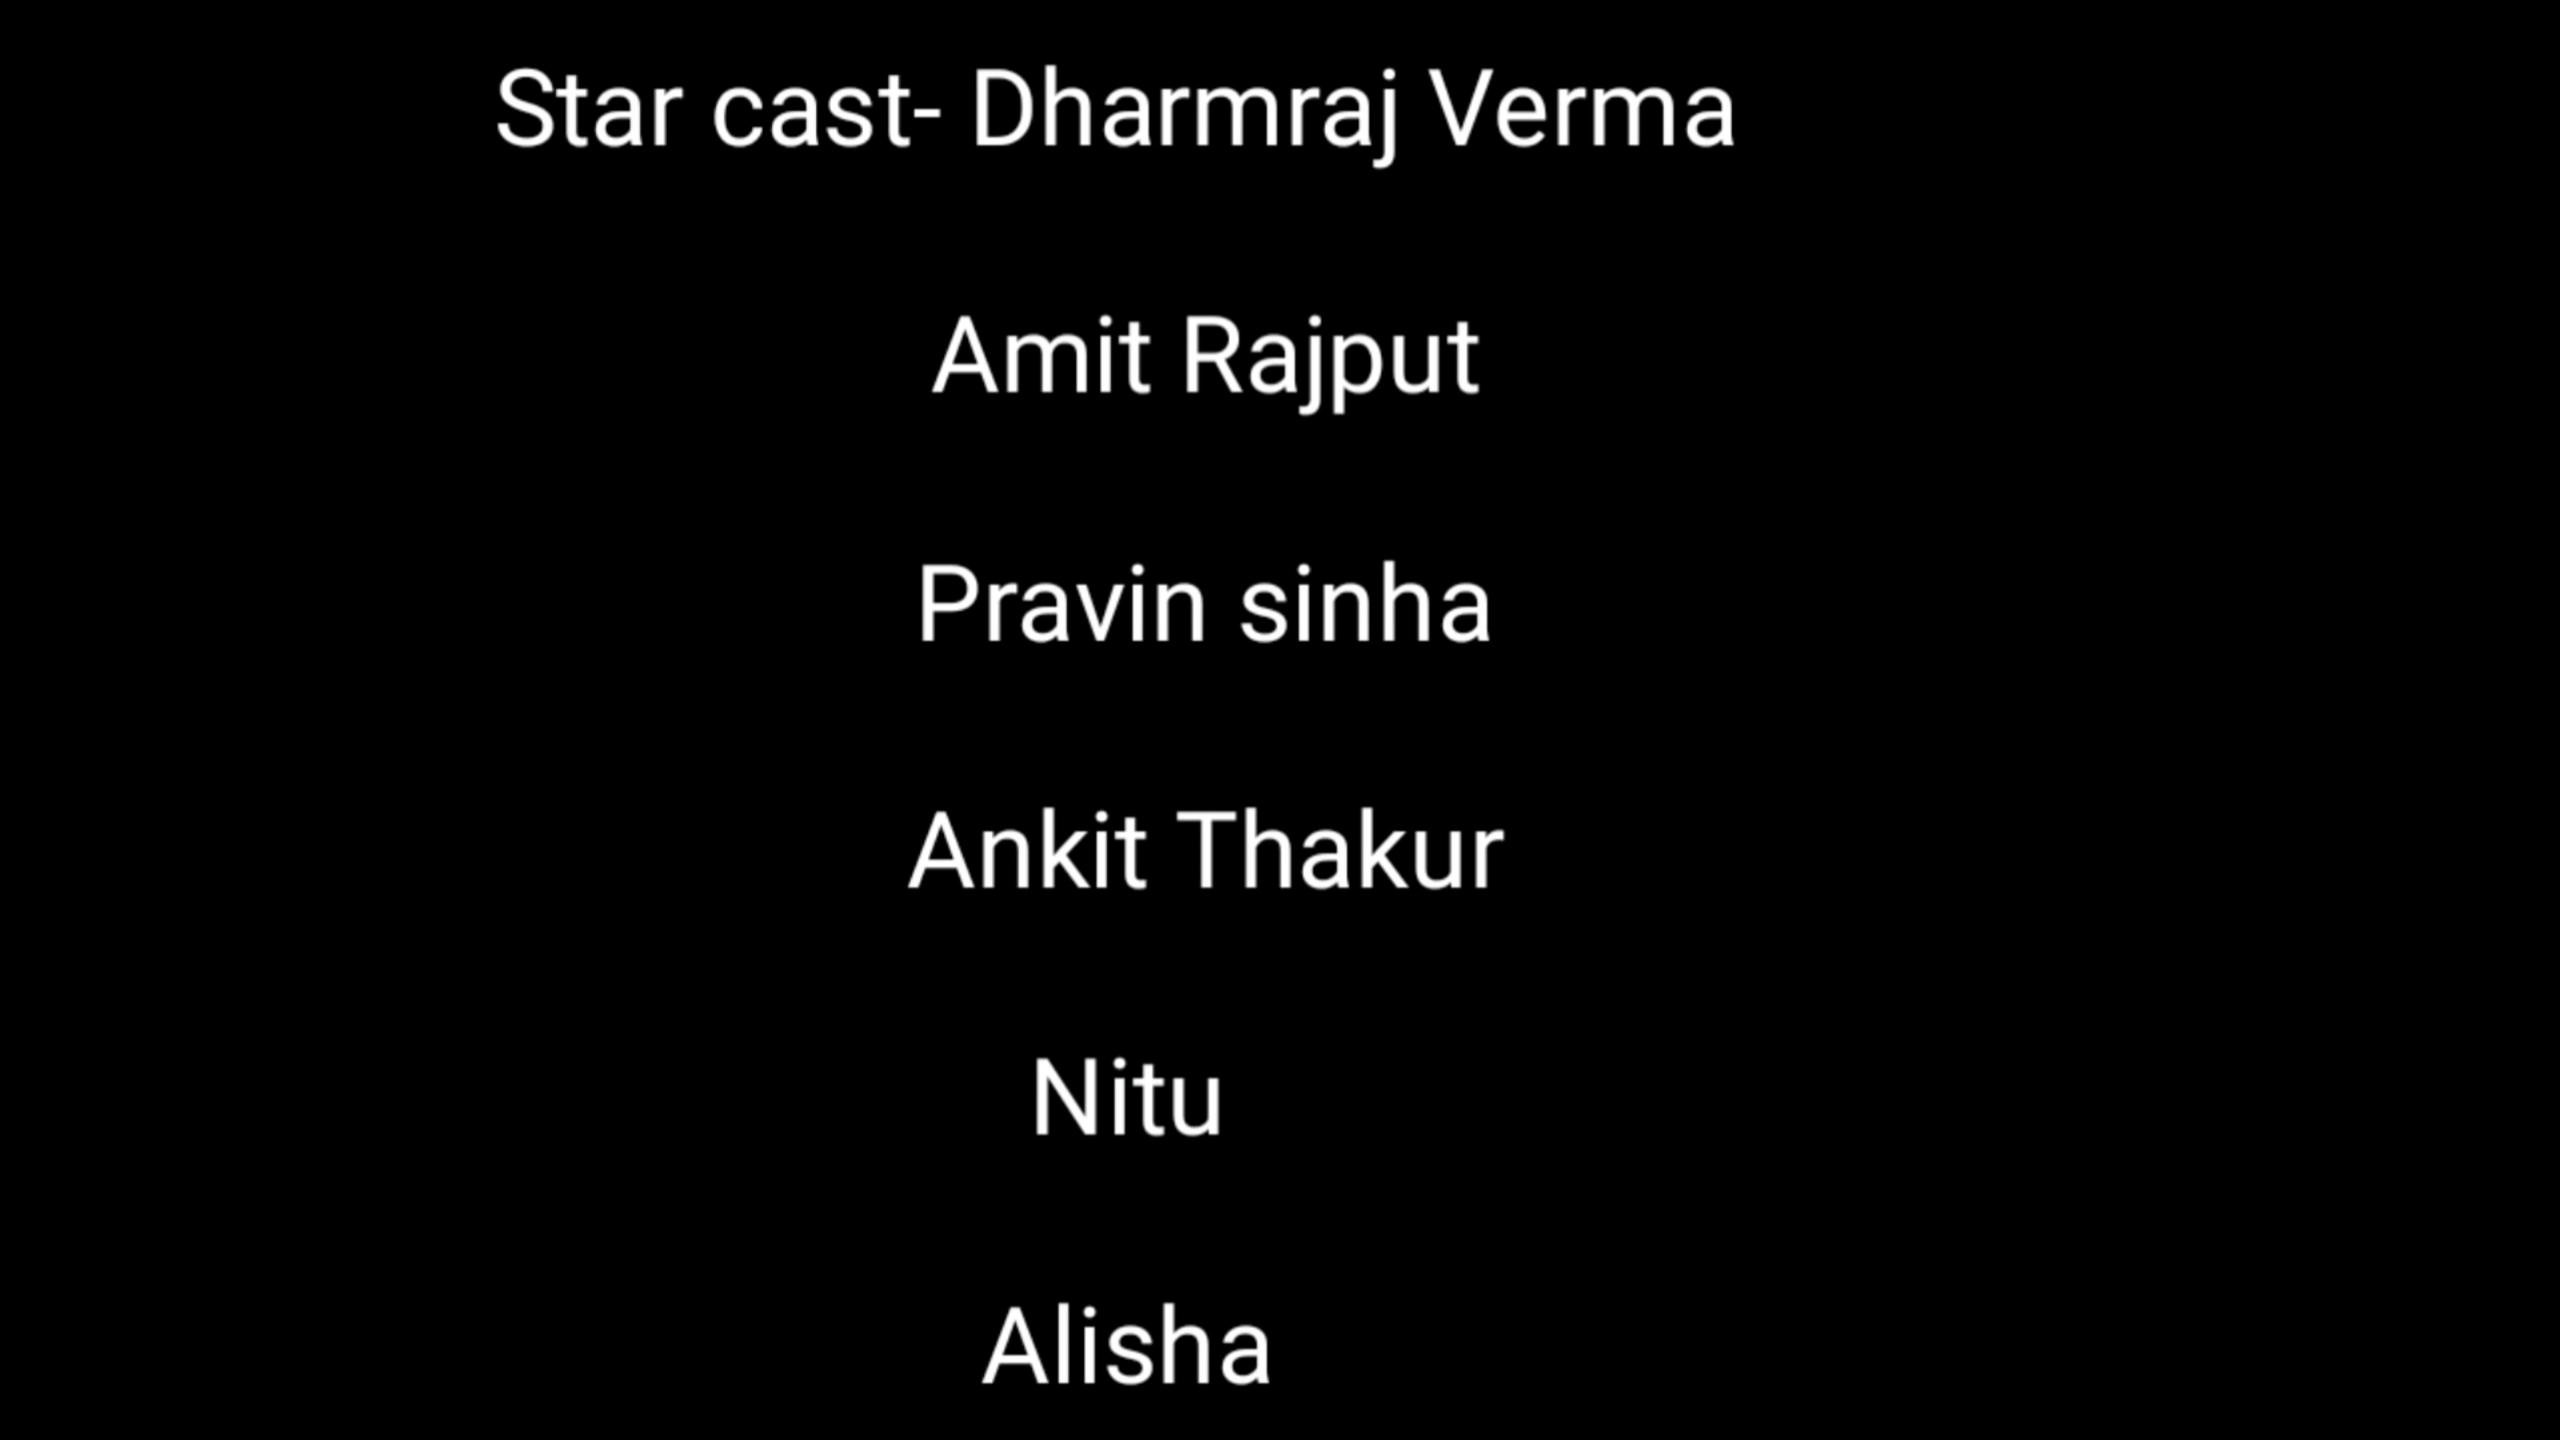 Star cast- Dharmraj Verma
Amit Rajput
Pravin sinha
Ankit Thakur
Nitu
Alisha